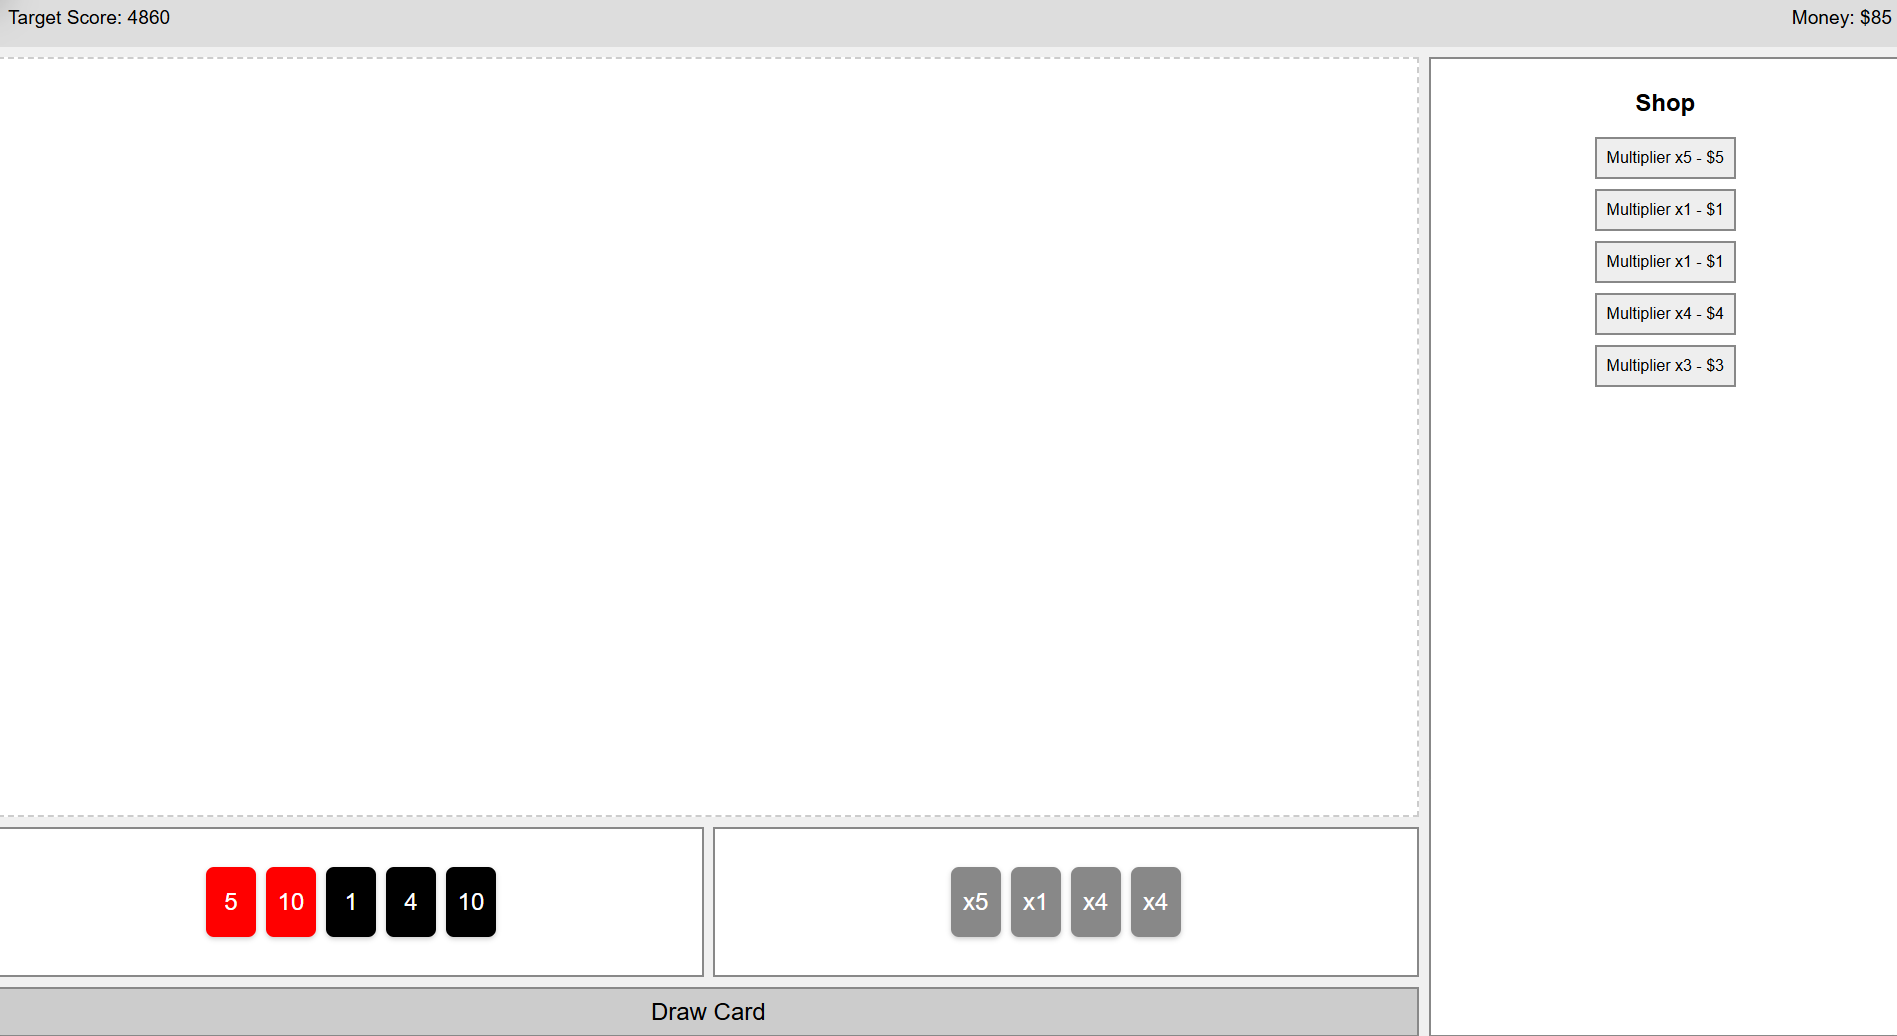 Target Score: 4860
Money: $85
Shop
Multiplier x5 - $5
Multiplier x1 - $1
Multiplier x1 - $1
Multiplier x4 - $4
Multiplier x3 - $3
5 10 1 4 10
x5 x1 x4 x4
Draw Card